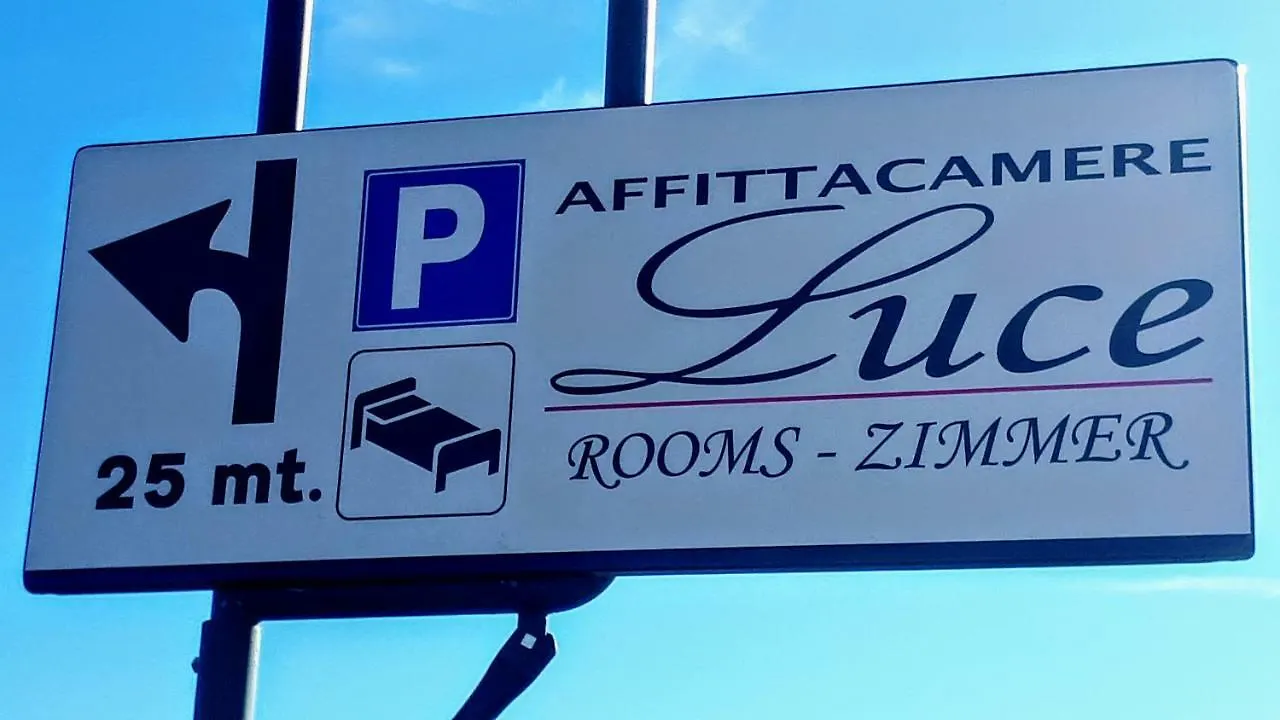 25 mt.
P
AFFITTACAMERE
Luce
ROOMS - ZIMMER